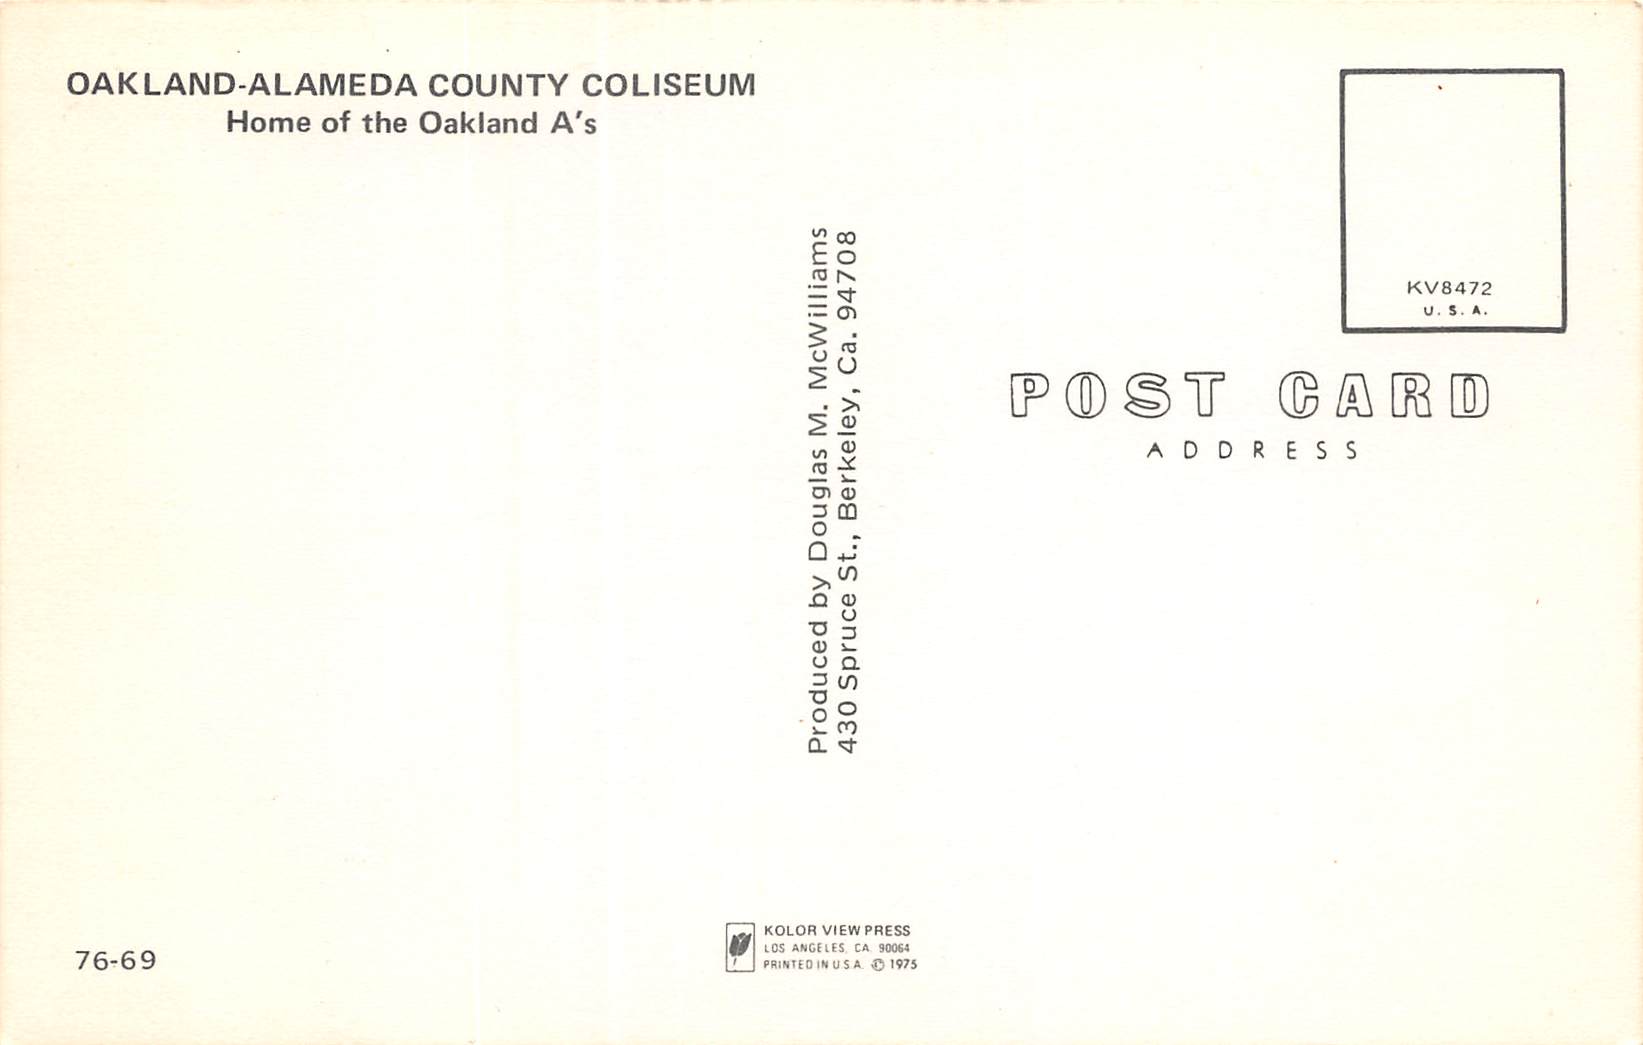 OAKLAND-ALAMEDA COUNTY COLISEUM
Home of the Oakland A's
Produced by Douglas M. McWilliams
430 Spruce St., Berkeley, Ca. 94708
KV8472
U. S. A.
POST CARD
ADDRESS
76-69
KOLOR VIEW PRESS
LOS ANGELES, CA. 90064
PRINTED IN U.S.A. © 1975